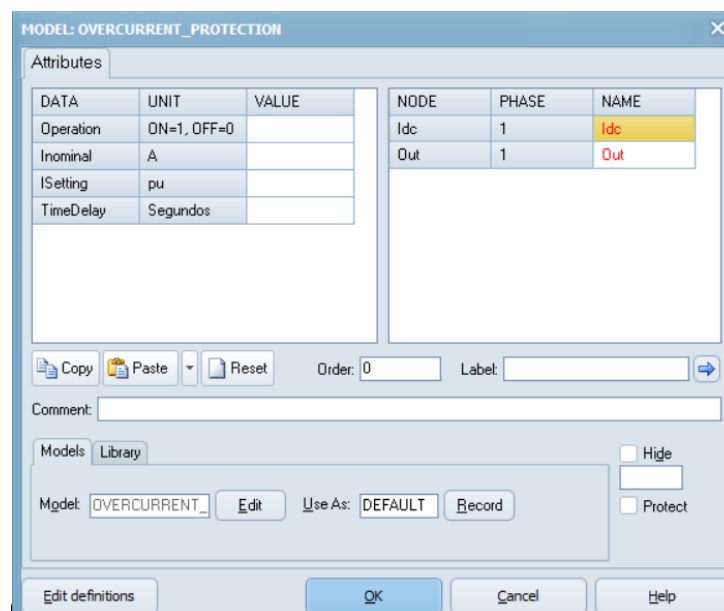 MODEL: OVERCURRENT_PROTECTION
Attributes
DATA UNIT VALUE
Operation ON=1, OFF=0
Inominal A
ISetting pu
TimeDelay Segundos
NODE PHASE NAME
Idc 1 Idc
Out 1 Out
Copy Paste Reset Order: 0 Label:
Comment:
Models Library
Model: OVERCURRENT_ Edit Use As: DEFAULT Record
Hide
Protect
Edit definitions OK Cancel Help